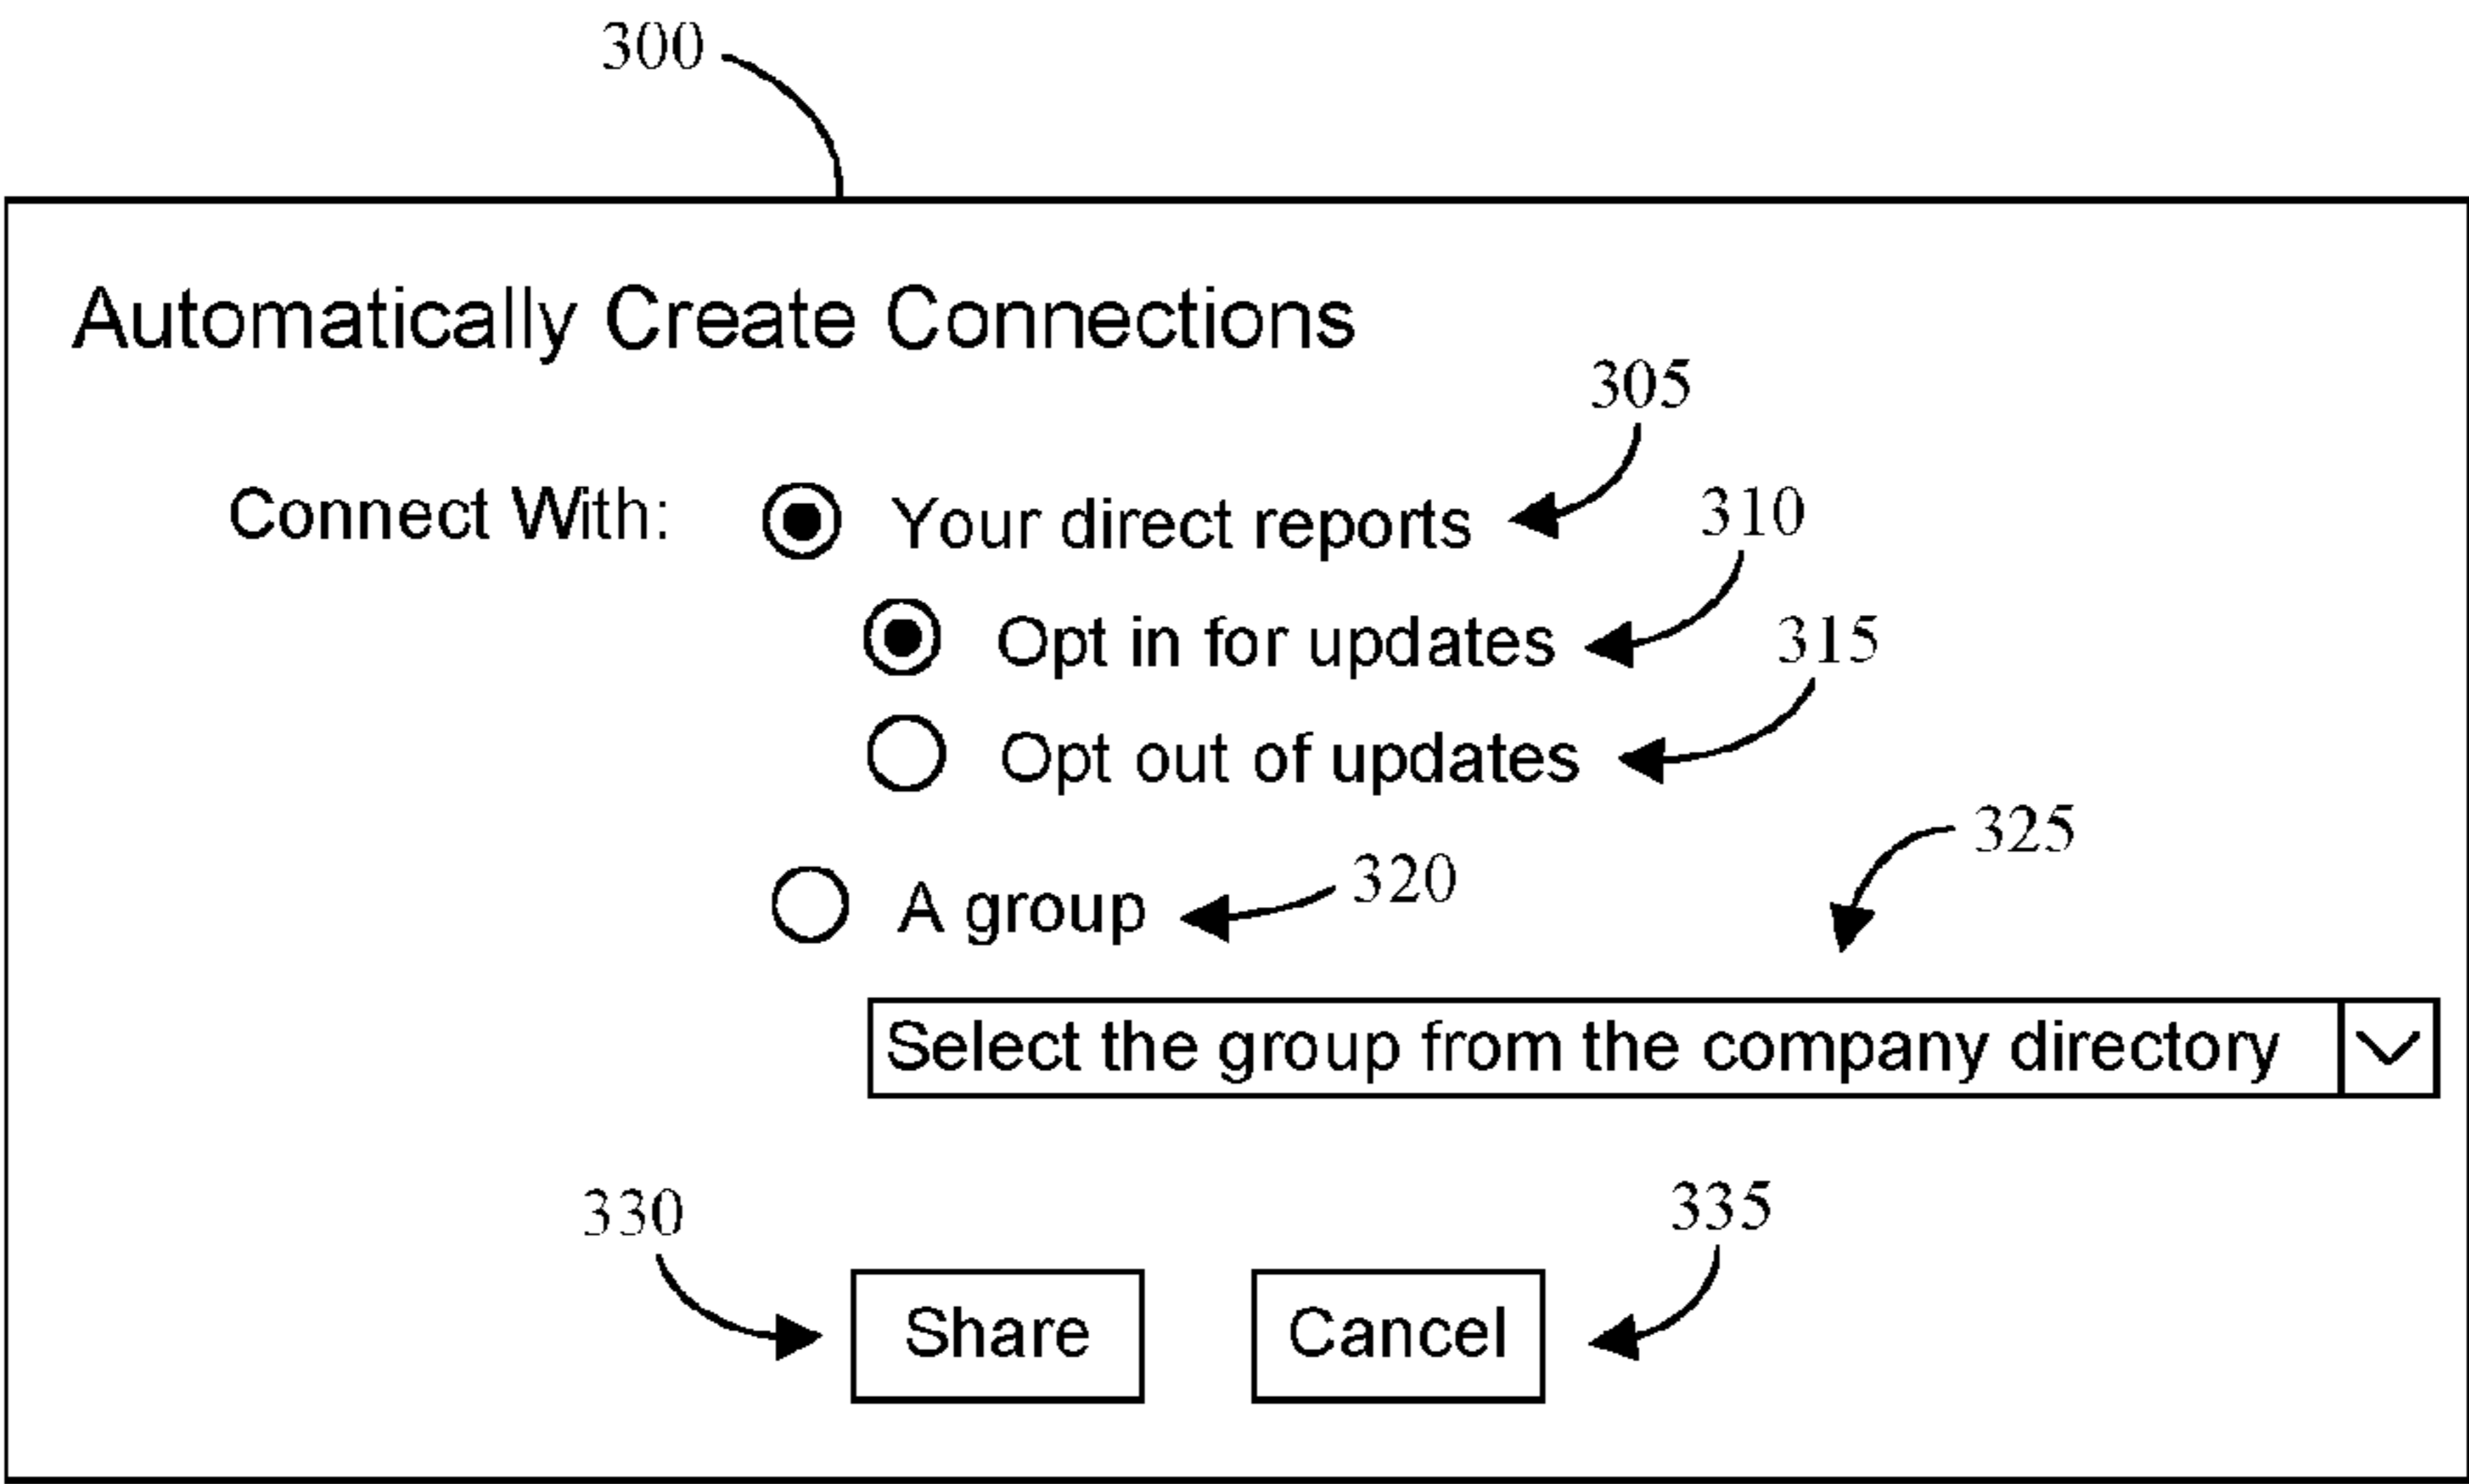 300
Automatically Create Connections
305
Connect With: Your direct reports
310
Opt in for updates
315
Opt out of updates
325
A group 320
Select the group from the company directory
330 335
Share Cancel